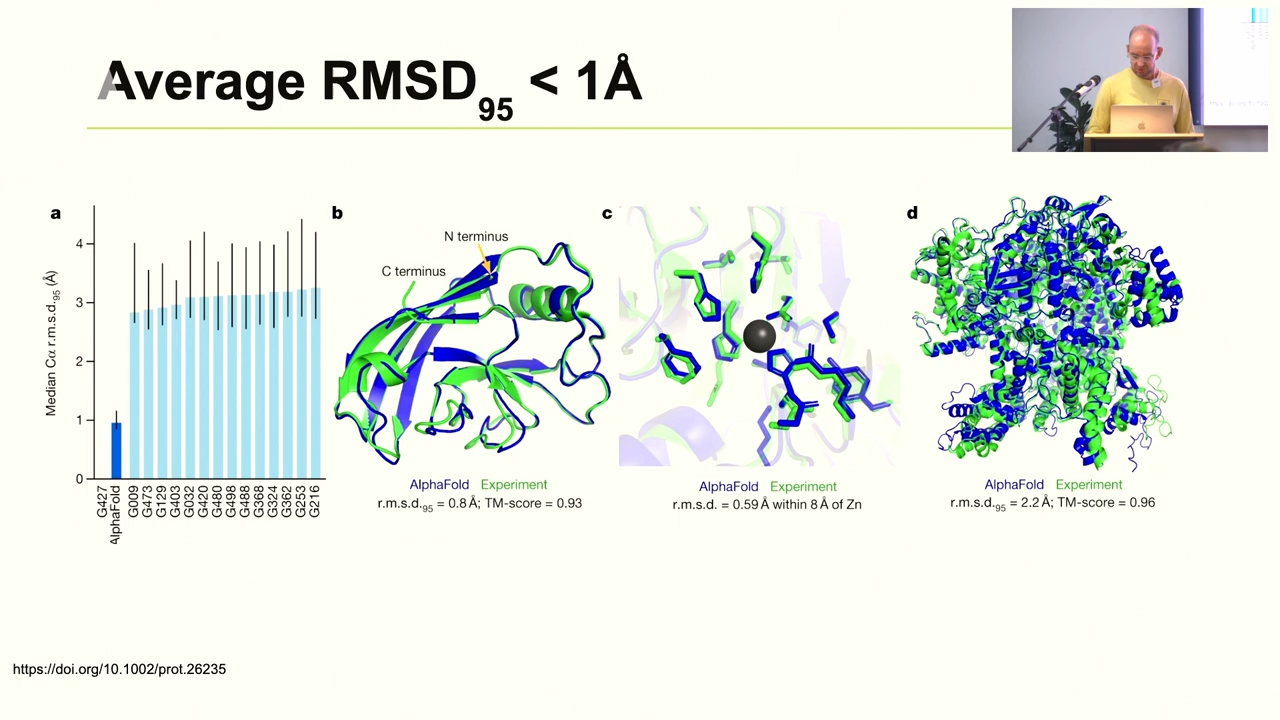 Average RMSD95 < 1Å
a
Median Cα r.m.s.d.95 (Å)
4
3
2
1
0
G427
AlphaFold
G009
G473
G129
G403
G032
G420
G480
G498
G488
G368
G324
G362
G253
G216
b
N terminus
C terminus
AlphaFold Experiment
r.m.s.d.95 = 0.8 Å; TM-score = 0.93
c
AlphaFold Experiment
r.m.s.d. = 0.59 Å within 8 Å of Zn
d
AlphaFold Experiment
r.m.s.d.95 = 2.2 Å; TM-score = 0.96
https://doi.org/10.1002/prot.26235